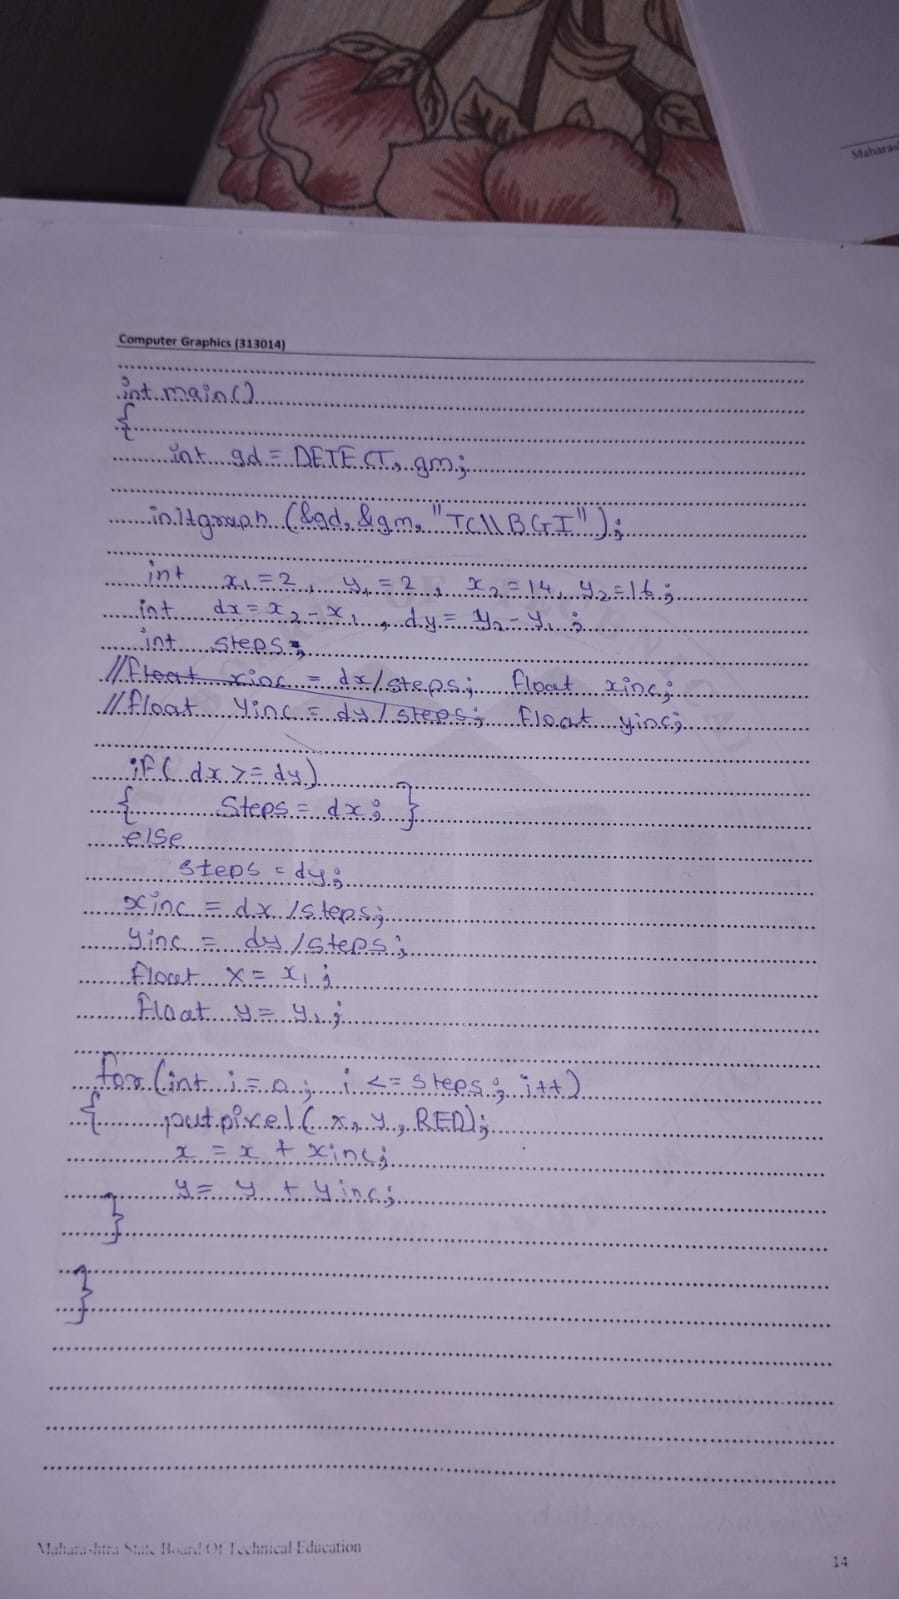 Maharas
Computer Graphics (313014)
int main()
{
int gd = DETECT, gm;
initgraph (&gd, &gm, "TC\\BGI");
int x1=2, y1=2, x2=14, y2=16;
int dx=x2-x1, dy=y2-y1;
int steps;
//float xinc = dx/steps; float xinc;
//float yinc = dy/steps; float yinc;
if( dx>=dy)
{ Steps= dx; }
else
steps =dy;
xinc = dx/steps;
yinc = dy/steps;
float x= x1;
float y= y1;
for(int i=0; i<=steps; i++)
{ putpixel( x, y, RED);
x = x + xinc;
y= y + yinc;
}
}
Maharashtra State Board Of Technical Education
14